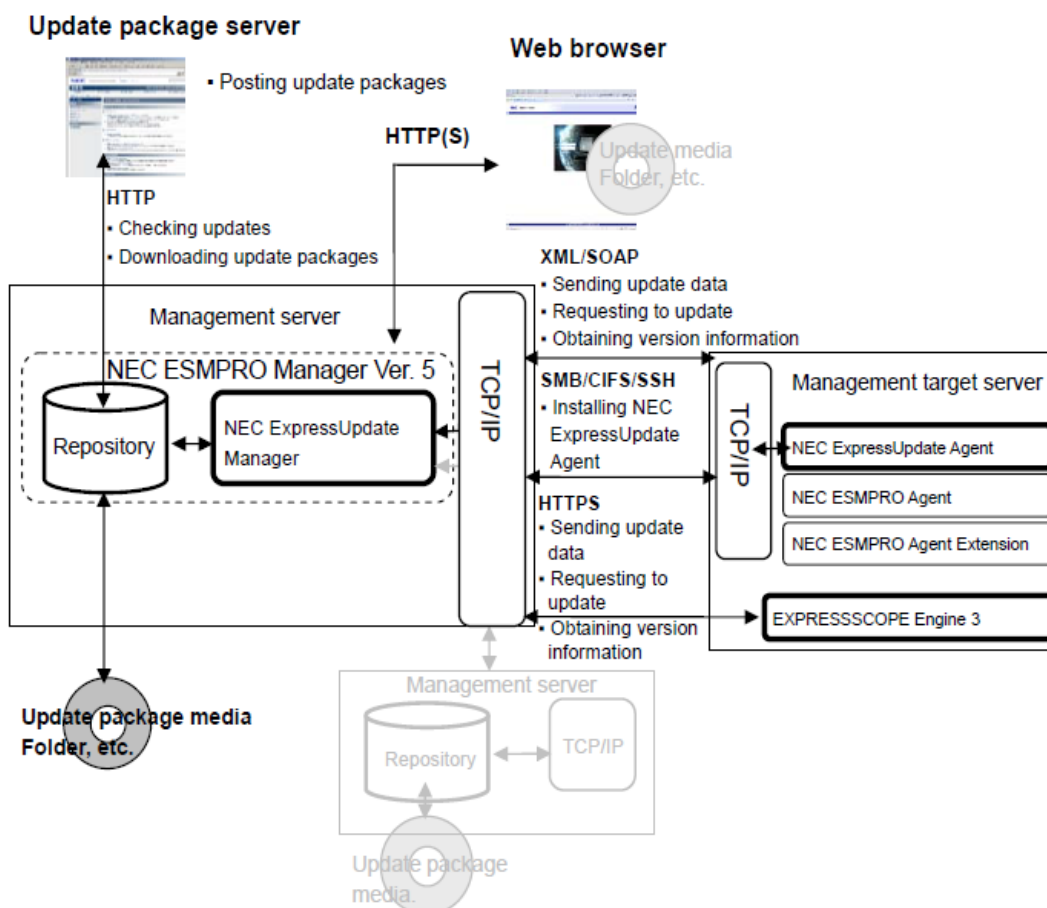 Update package server
▪ Posting update packages
Web browser
HTTP(S)
Update media
Folder, etc.
HTTP
▪ Checking updates
▪ Downloading update packages
XML/SOAP
▪ Sending update data
▪ Requesting to update
▪ Obtaining version information
Management server
NEC ESMPRO Manager Ver. 5
Repository
NEC ExpressUpdate
Manager
TCP/IP
SMB/CIFS/SSH
▪ Installing NEC
ExpressUpdate
Agent
HTTPS
▪ Sending update
data
▪ Requesting to
update
▪ Obtaining version
information
Management target server
TCP/IP
NEC ExpressUpdate Agent
NEC ESMPRO Agent
NEC ESMPRO Agent Extension
EXPRESSSCOPE Engine 3
Update package media
Folder, etc.
Management server
Repository
TCP/IP
Update package
media.